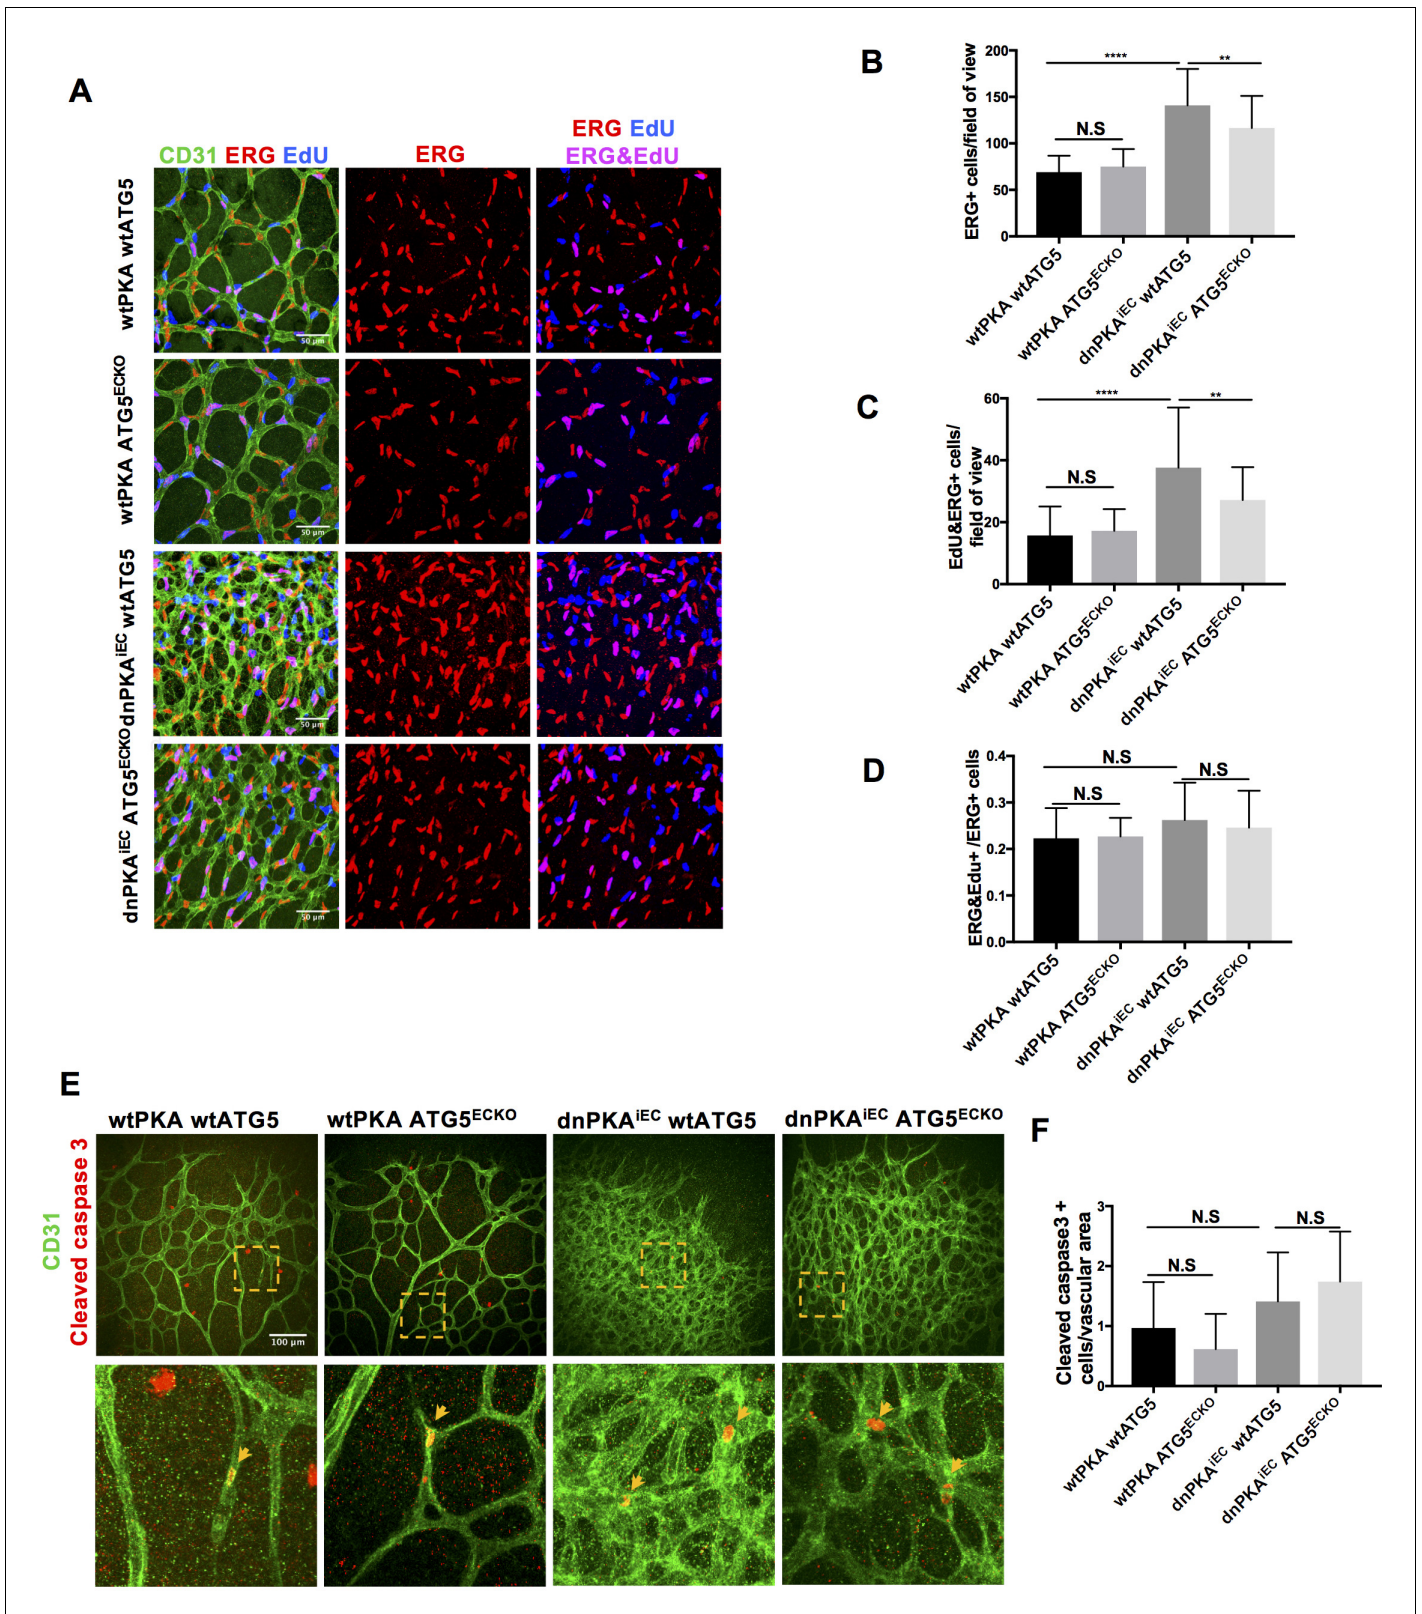 A
CD31 ERG EdU
ERG
ERG EdU
ERG&EdU
wtPKA wtATG5
wtPKA ATG5ECKO
dnPKAiEC wtATG5
dnPKAiEC ATG5ECKO
50 µm
50 µm
50 µm
50 µm
B
ERG+ cells/field of view
200
150
100
50
0
****
**
N.S
wtPKA wtATG5
wtPKA ATG5ECKO
dnPKAiEC wtATG5
dnPKAiEC ATG5ECKO
C
EdU&ERG+ cells/
field of view
60
40
20
0
****
**
N.S
wtPKA wtATG5
wtPKA ATG5ECKO
dnPKAiEC wtATG5
dnPKAiEC ATG5ECKO
D
ERG&Edu+ /ERG+ cells
0.4
0.3
0.2
0.1
0.0
N.S
N.S
N.S
wtPKA wtATG5
wtPKA ATG5ECKO
dnPKAiEC wtATG5
dnPKAiEC ATG5ECKO
E
wtPKA wtATG5
wtPKA ATG5ECKO
dnPKAiEC wtATG5
dnPKAiEC ATG5ECKO
CD31
Cleaved caspase 3
100 µm
F
Cleaved caspase3 +
cells/vascular area
3
2
1
0
N.S
N.S
N.S
wtPKA wtATG5
wtPKA ATG5ECKO
dnPKAiEC wtATG5
dnPKAiEC ATG5ECKO